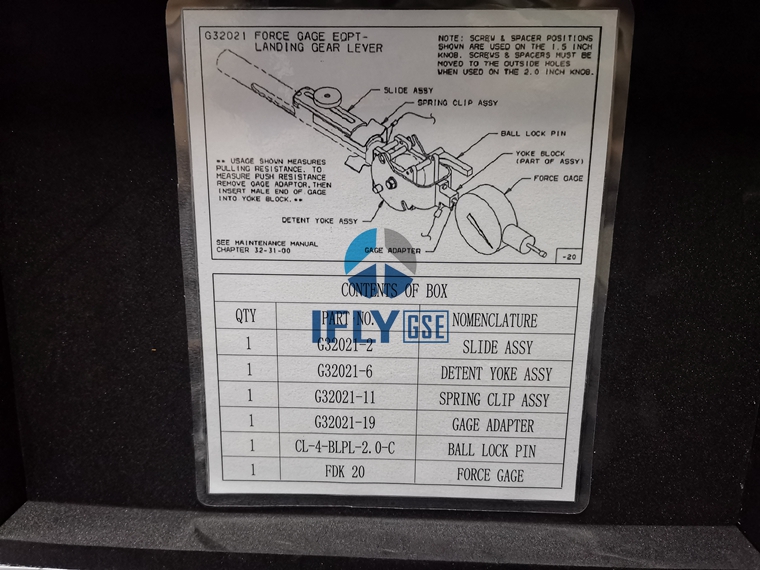 G32021 FORCE GAGE EQPT-
LANDING GEAR LEVER
NOTE: SCREW & SPACER POSITIONS
SHOWN ARE USED ON THE 1.5 INCH
KNOB. SCREWS & SPACERS MUST BE
MOVED TO THE OUTSIDE HOLES
WHEN USED ON THE 2.0 INCH KNOB.
SLIDE ASSY
SPRING CLIP ASSY
BALL LOCK PIN
YOKE BLOCK
(PART OF ASSY)
FORCE GAGE
** USAGE SHOWN MEASURES
PULLING RESISTANCE. TO
MEASURE PUSH RESISTANCE
REMOVE GAGE ADAPTOR, THEN
INSERT MALE END OF GAGE
INTO YOKE BLOCK. **
DETENT YOKE ASSY
SEE MAINTENANCE MANUAL
CHAPTER 32-31-00
GAGE ADAPTER
-20
CONTENTS OF BOX
IFLY GSE
QTY PART NO. NOMENCLATURE
1 G32021-2 SLIDE ASSY
1 G32021-6 DETENT YOKE ASSY
1 G32021-11 SPRING CLIP ASSY
1 G32021-19 GAGE ADAPTER
1 CL-4-BLPL-2.0-C BALL LOCK PIN
1 FDK 20 FORCE GAGE